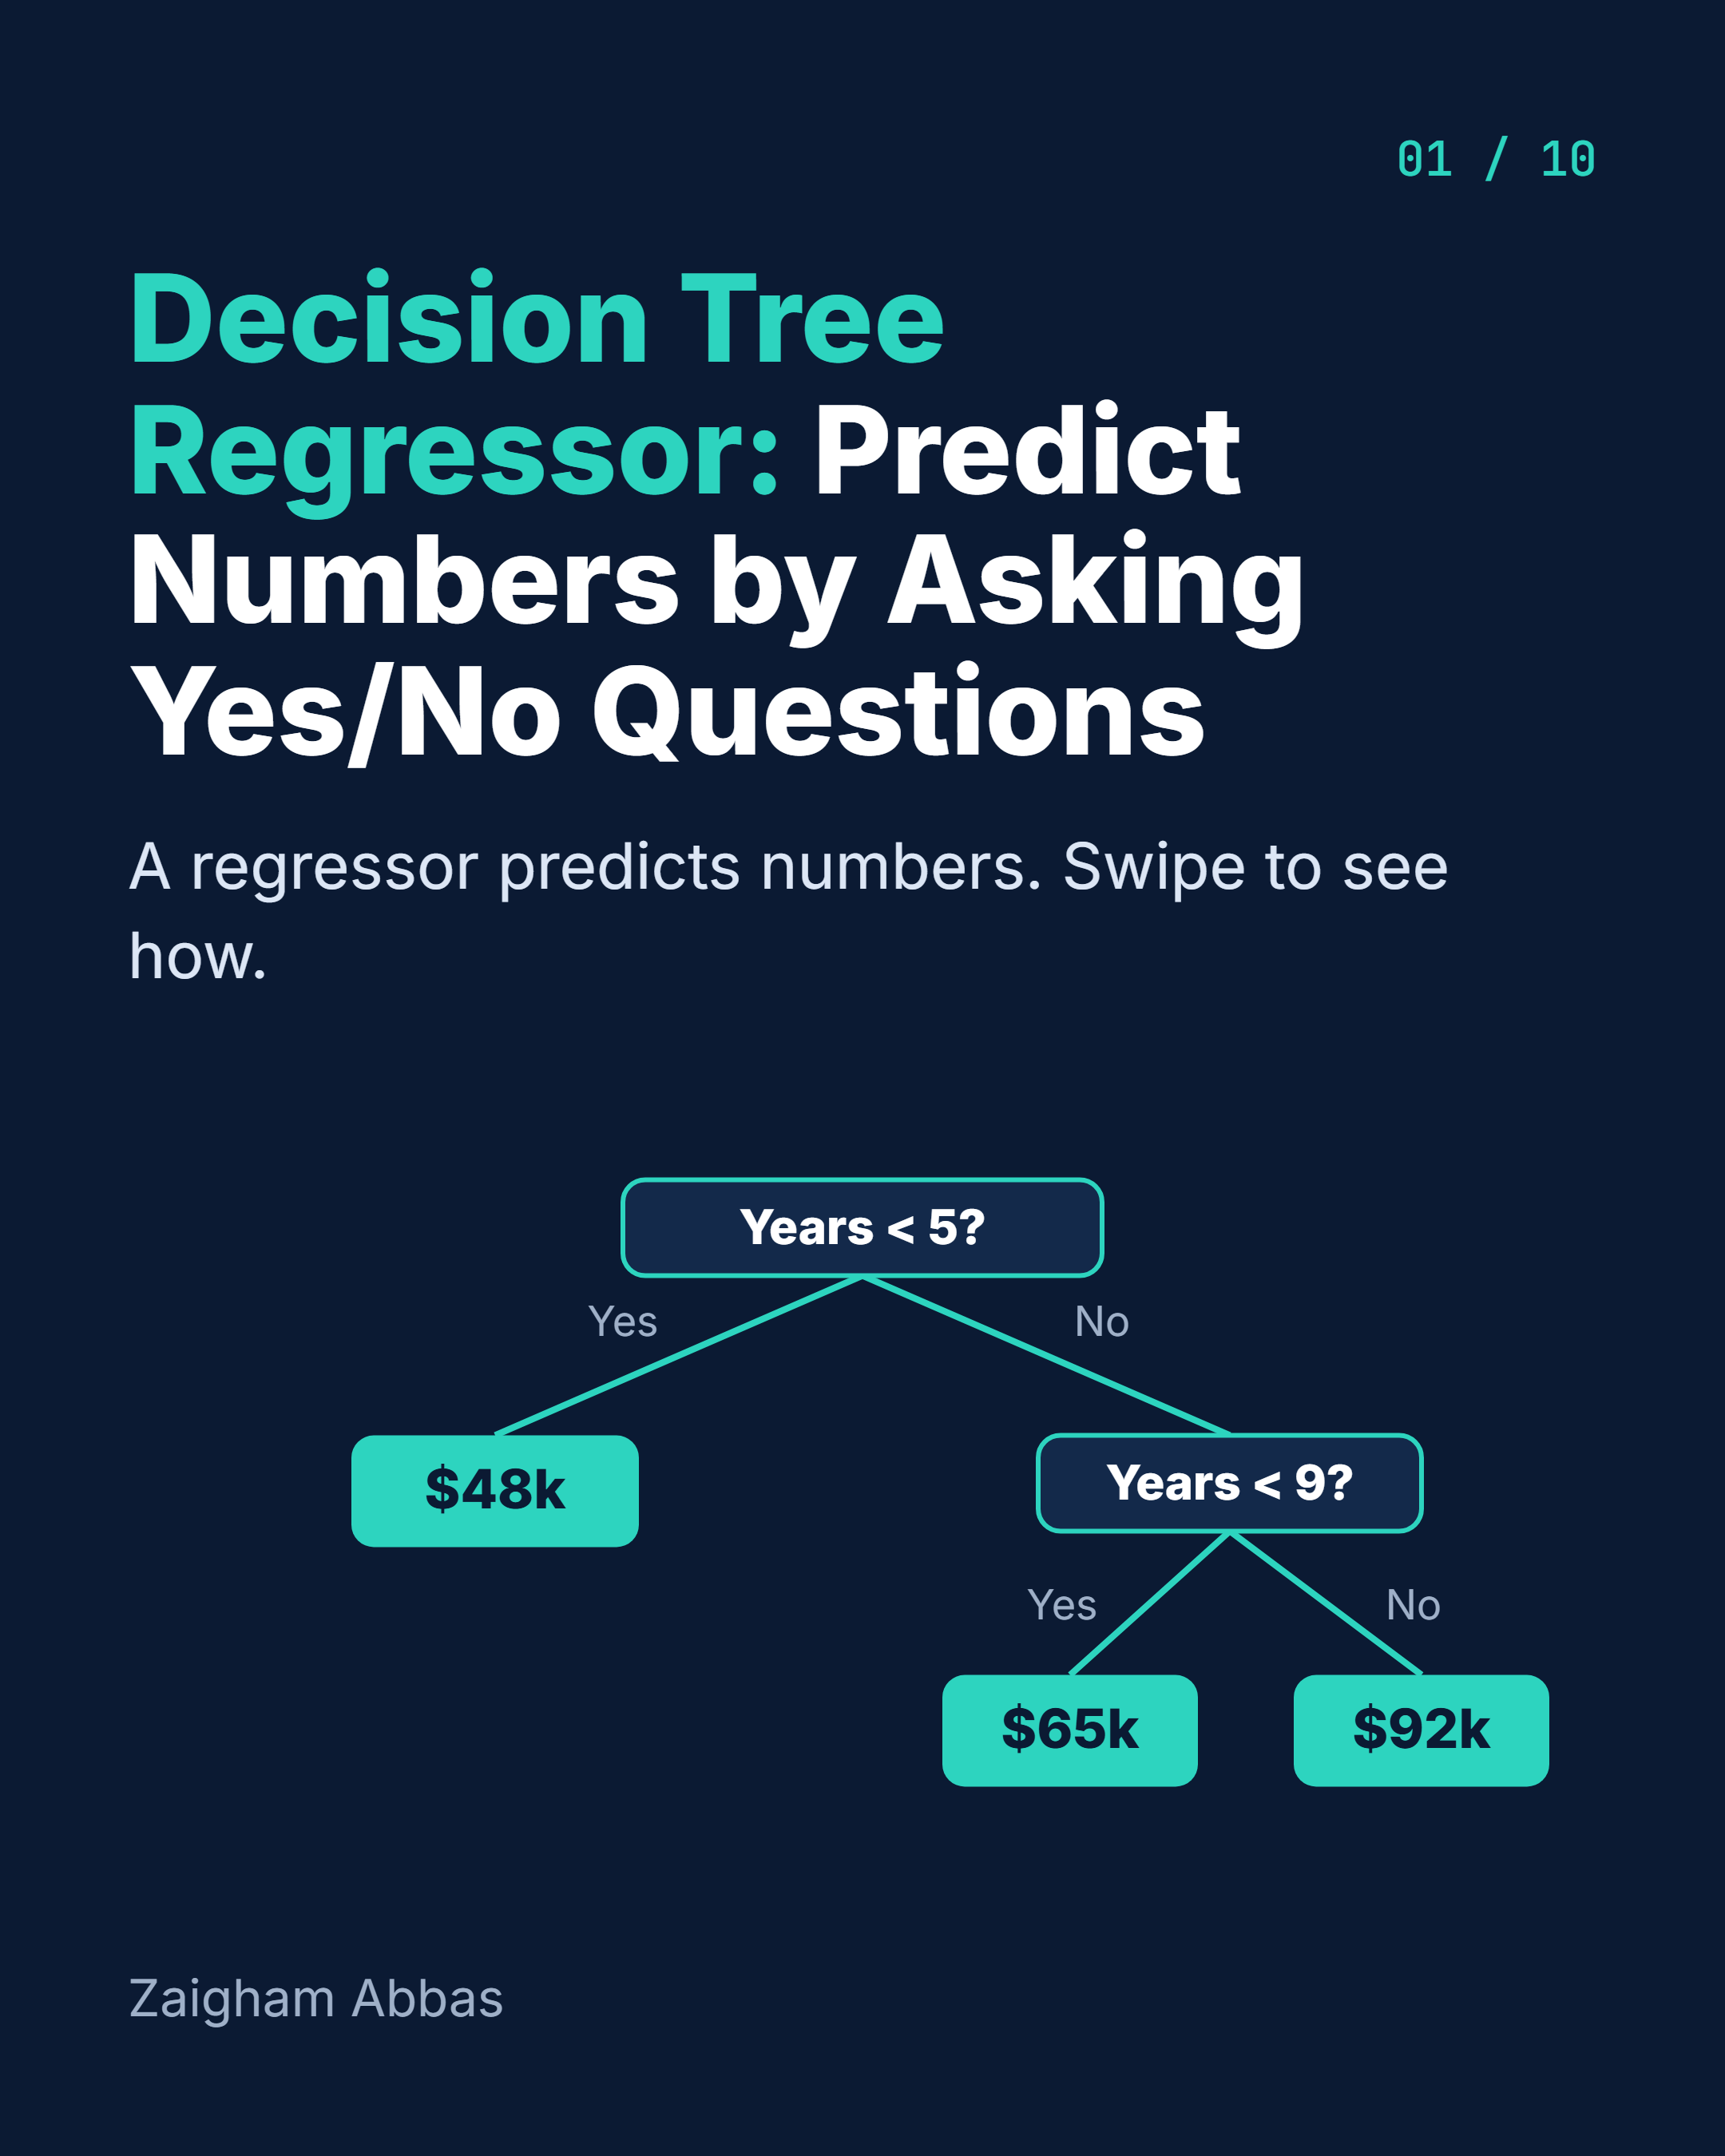 01 / 10
Decision Tree
Regressor: Predict
Numbers by Asking
Yes/No Questions
A regressor predicts numbers. Swipe to see
how.
Years < 5?
Yes
No
$48k
Years < 9?
Yes
No
$65k
$92k
Zaigham Abbas